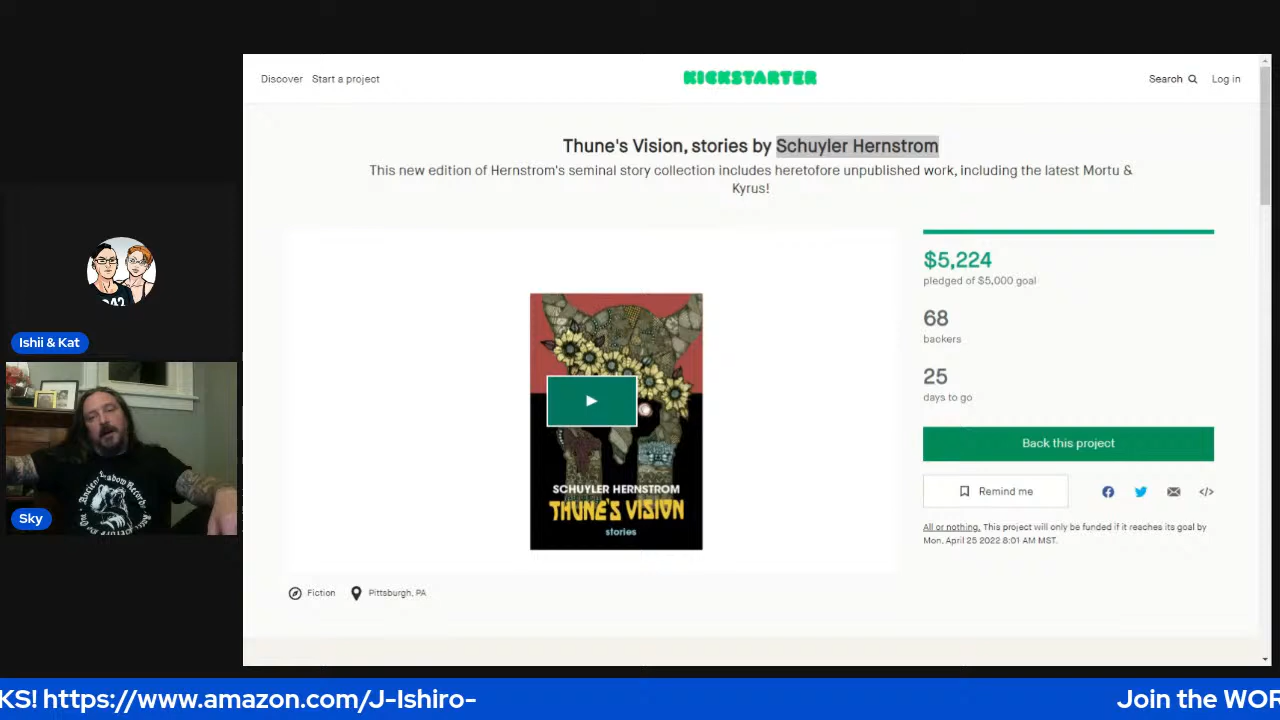 Discover Start a project
KICKSTARTER
Search Log in
Thune's Vision, stories by Schuyler Hernstrom
This new edition of Hernstrom's seminal story collection includes heretofore unpublished work, including the latest Mortu &
Kyrus!
$5,224
pledged of $5,000 goal
68
backers
25
days to go
Back this project
Remind me
All or nothing. This project will only be funded if it reaches its goal by
Mon, April 25 2022 8:01 AM MST.
SCHUYLER HERNSTROM
THUNE'S VISION
stories
Fiction Pittsburgh, PA
Ishii & Kat
Sky
KS! https://www.amazon.com/J-Ishiro- Join the WOR